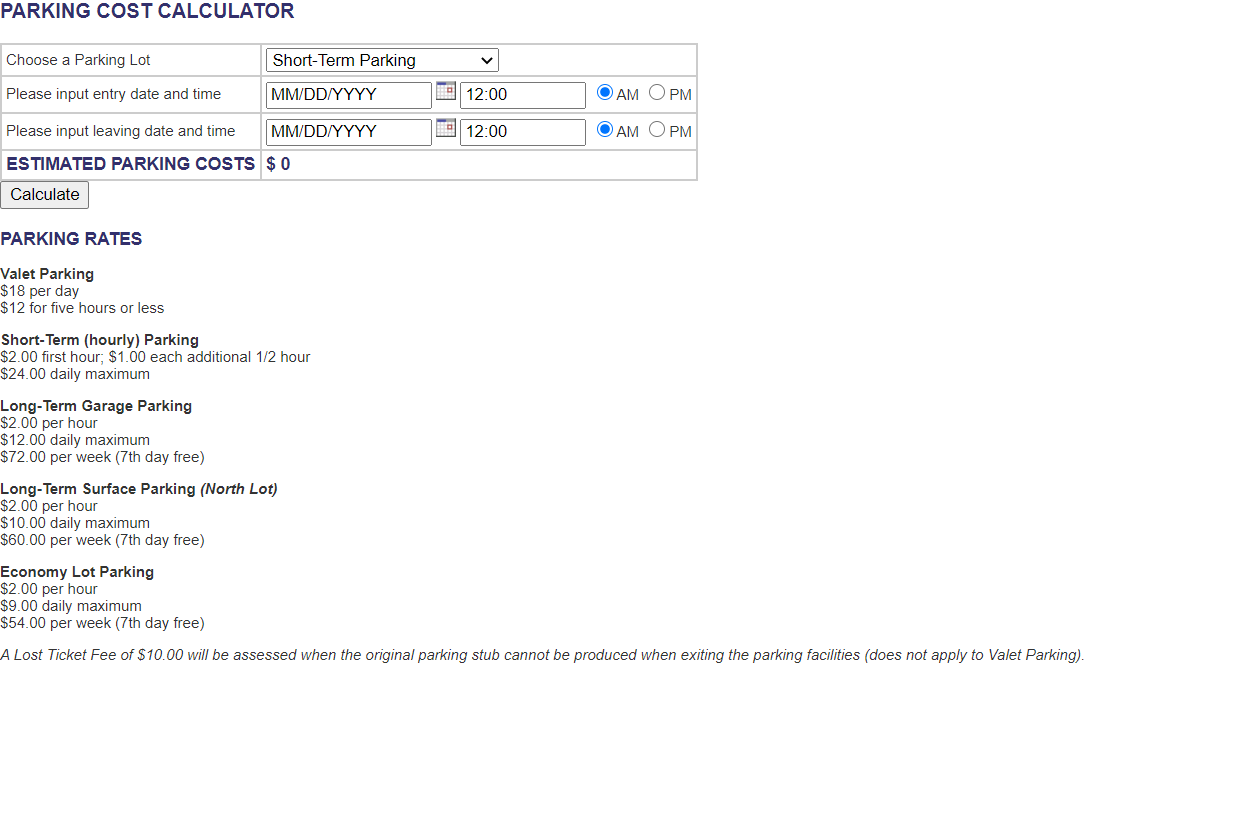 PARKING COST CALCULATOR
Choose a Parking Lot Short-Term Parking
Please input entry date and time MM/DD/YYYY 12:00 AM PM
Please input leaving date and time MM/DD/YYYY 12:00 AM PM
ESTIMATED PARKING COSTS $ 0
Calculate
PARKING RATES
Valet Parking
$18 per day
$12 for five hours or less
Short-Term (hourly) Parking
$2.00 first hour; $1.00 each additional 1/2 hour
$24.00 daily maximum
Long-Term Garage Parking
$2.00 per hour
$12.00 daily maximum
$72.00 per week (7th day free)
Long-Term Surface Parking (North Lot)
$2.00 per hour
$10.00 daily maximum
$60.00 per week (7th day free)
Economy Lot Parking
$2.00 per hour
$9.00 daily maximum
$54.00 per week (7th day free)
A Lost Ticket Fee of $10.00 will be assessed when the original parking stub cannot be produced when exiting the parking facilities (does not apply to Valet Parking).